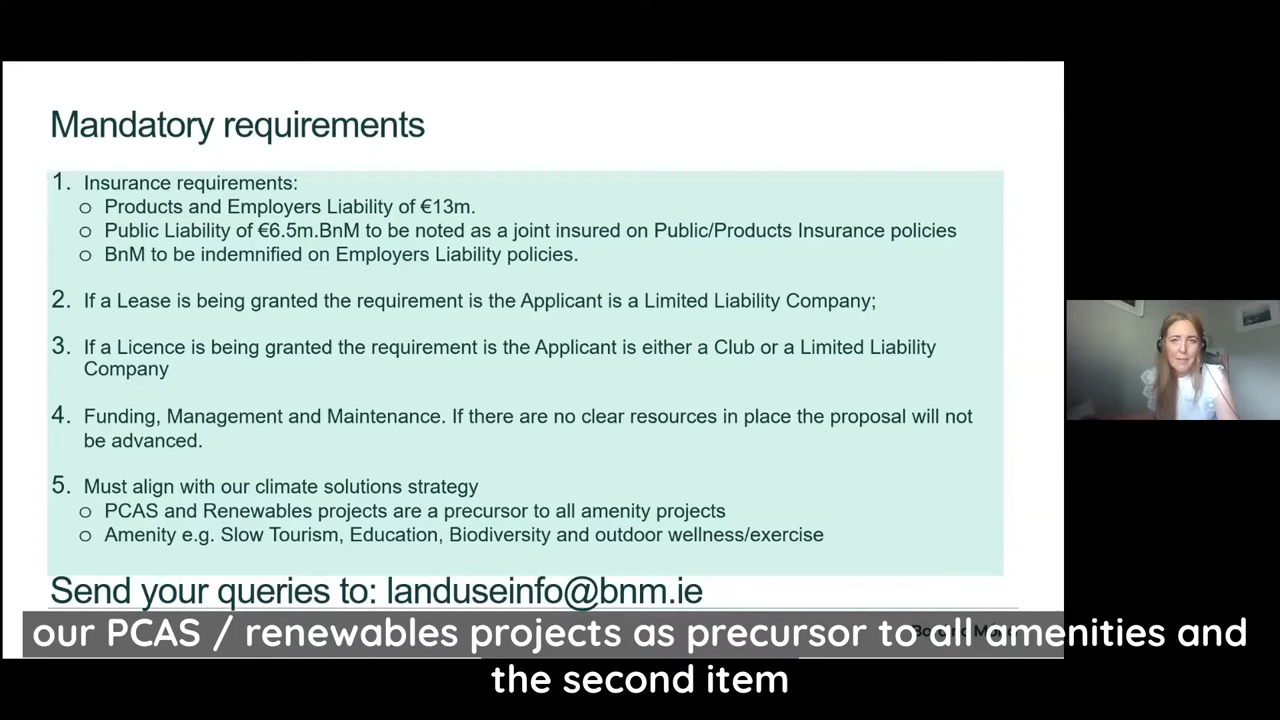 Mandatory requirements
1. Insurance requirements:
o Products and Employers Liability of €13m.
o Public Liability of €6.5m.BnM to be noted as a joint insured on Public/Products Insurance policies
o BnM to be indemnified on Employers Liability policies.
2. If a Lease is being granted the requirement is the Applicant is a Limited Liability Company;
3. If a Licence is being granted the requirement is the Applicant is either a Club or a Limited Liability
Company
4. Funding, Management and Maintenance. If there are no clear resources in place the proposal will not
be advanced.
5. Must align with our climate solutions strategy
o PCAS and Renewables projects are a precursor to all amenity projects
o Amenity e.g. Slow Tourism, Education, Biodiversity and outdoor wellness/exercise
Send your queries to: landuseinfo@bnm.ie
our PCAS / renewables projects as precursor to all amenities and
the second item